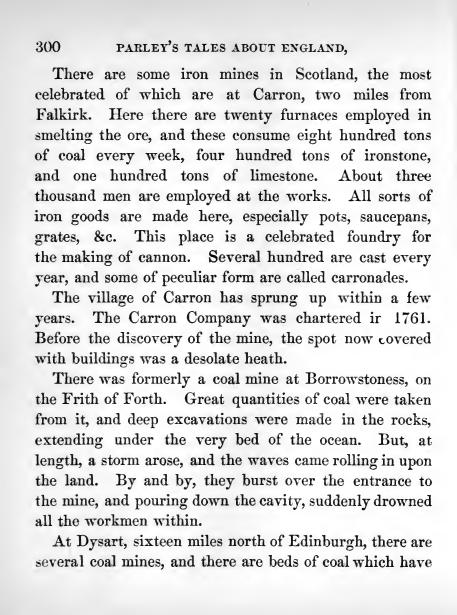 300 PARLEY'S TALES ABOUT ENGLAND,
There are some iron mines in Scotland, the most
celebrated of which are at Carron, two miles from
Falkirk. Here there are twenty furnaces employed in
smelting the ore, and these consume eight hundred tons
of coal every week, four hundred tons of ironstone,
and one hundred tons of limestone. About three
thousand men are employed at the works. All sorts of
iron goods are made here, especially pots, saucepans,
grates, &c. This place is a celebrated foundry for
the making of cannon. Several hundred are cast every
year, and some of peculiar form are called carronades.
The village of Carron has sprung up within a few
years. The Carron Company was chartered ir 1761.
Before the discovery of the mine, the spot now covered
with buildings was a desolate heath.
There was formerly a coal mine at Borrowstoness, on
the Frith of Forth. Great quantities of coal were taken
from it, and deep excavations were made in the rocks,
extending under the very bed of the ocean. But, at
length, a storm arose, and the waves came rolling in upon
the land. By and by, they burst over the entrance to
the mine, and pouring down the cavity, suddenly drowned
all the workmen within.
At Dysart, sixteen miles north of Edinburgh, there are
several coal mines, and there are beds of coal which have